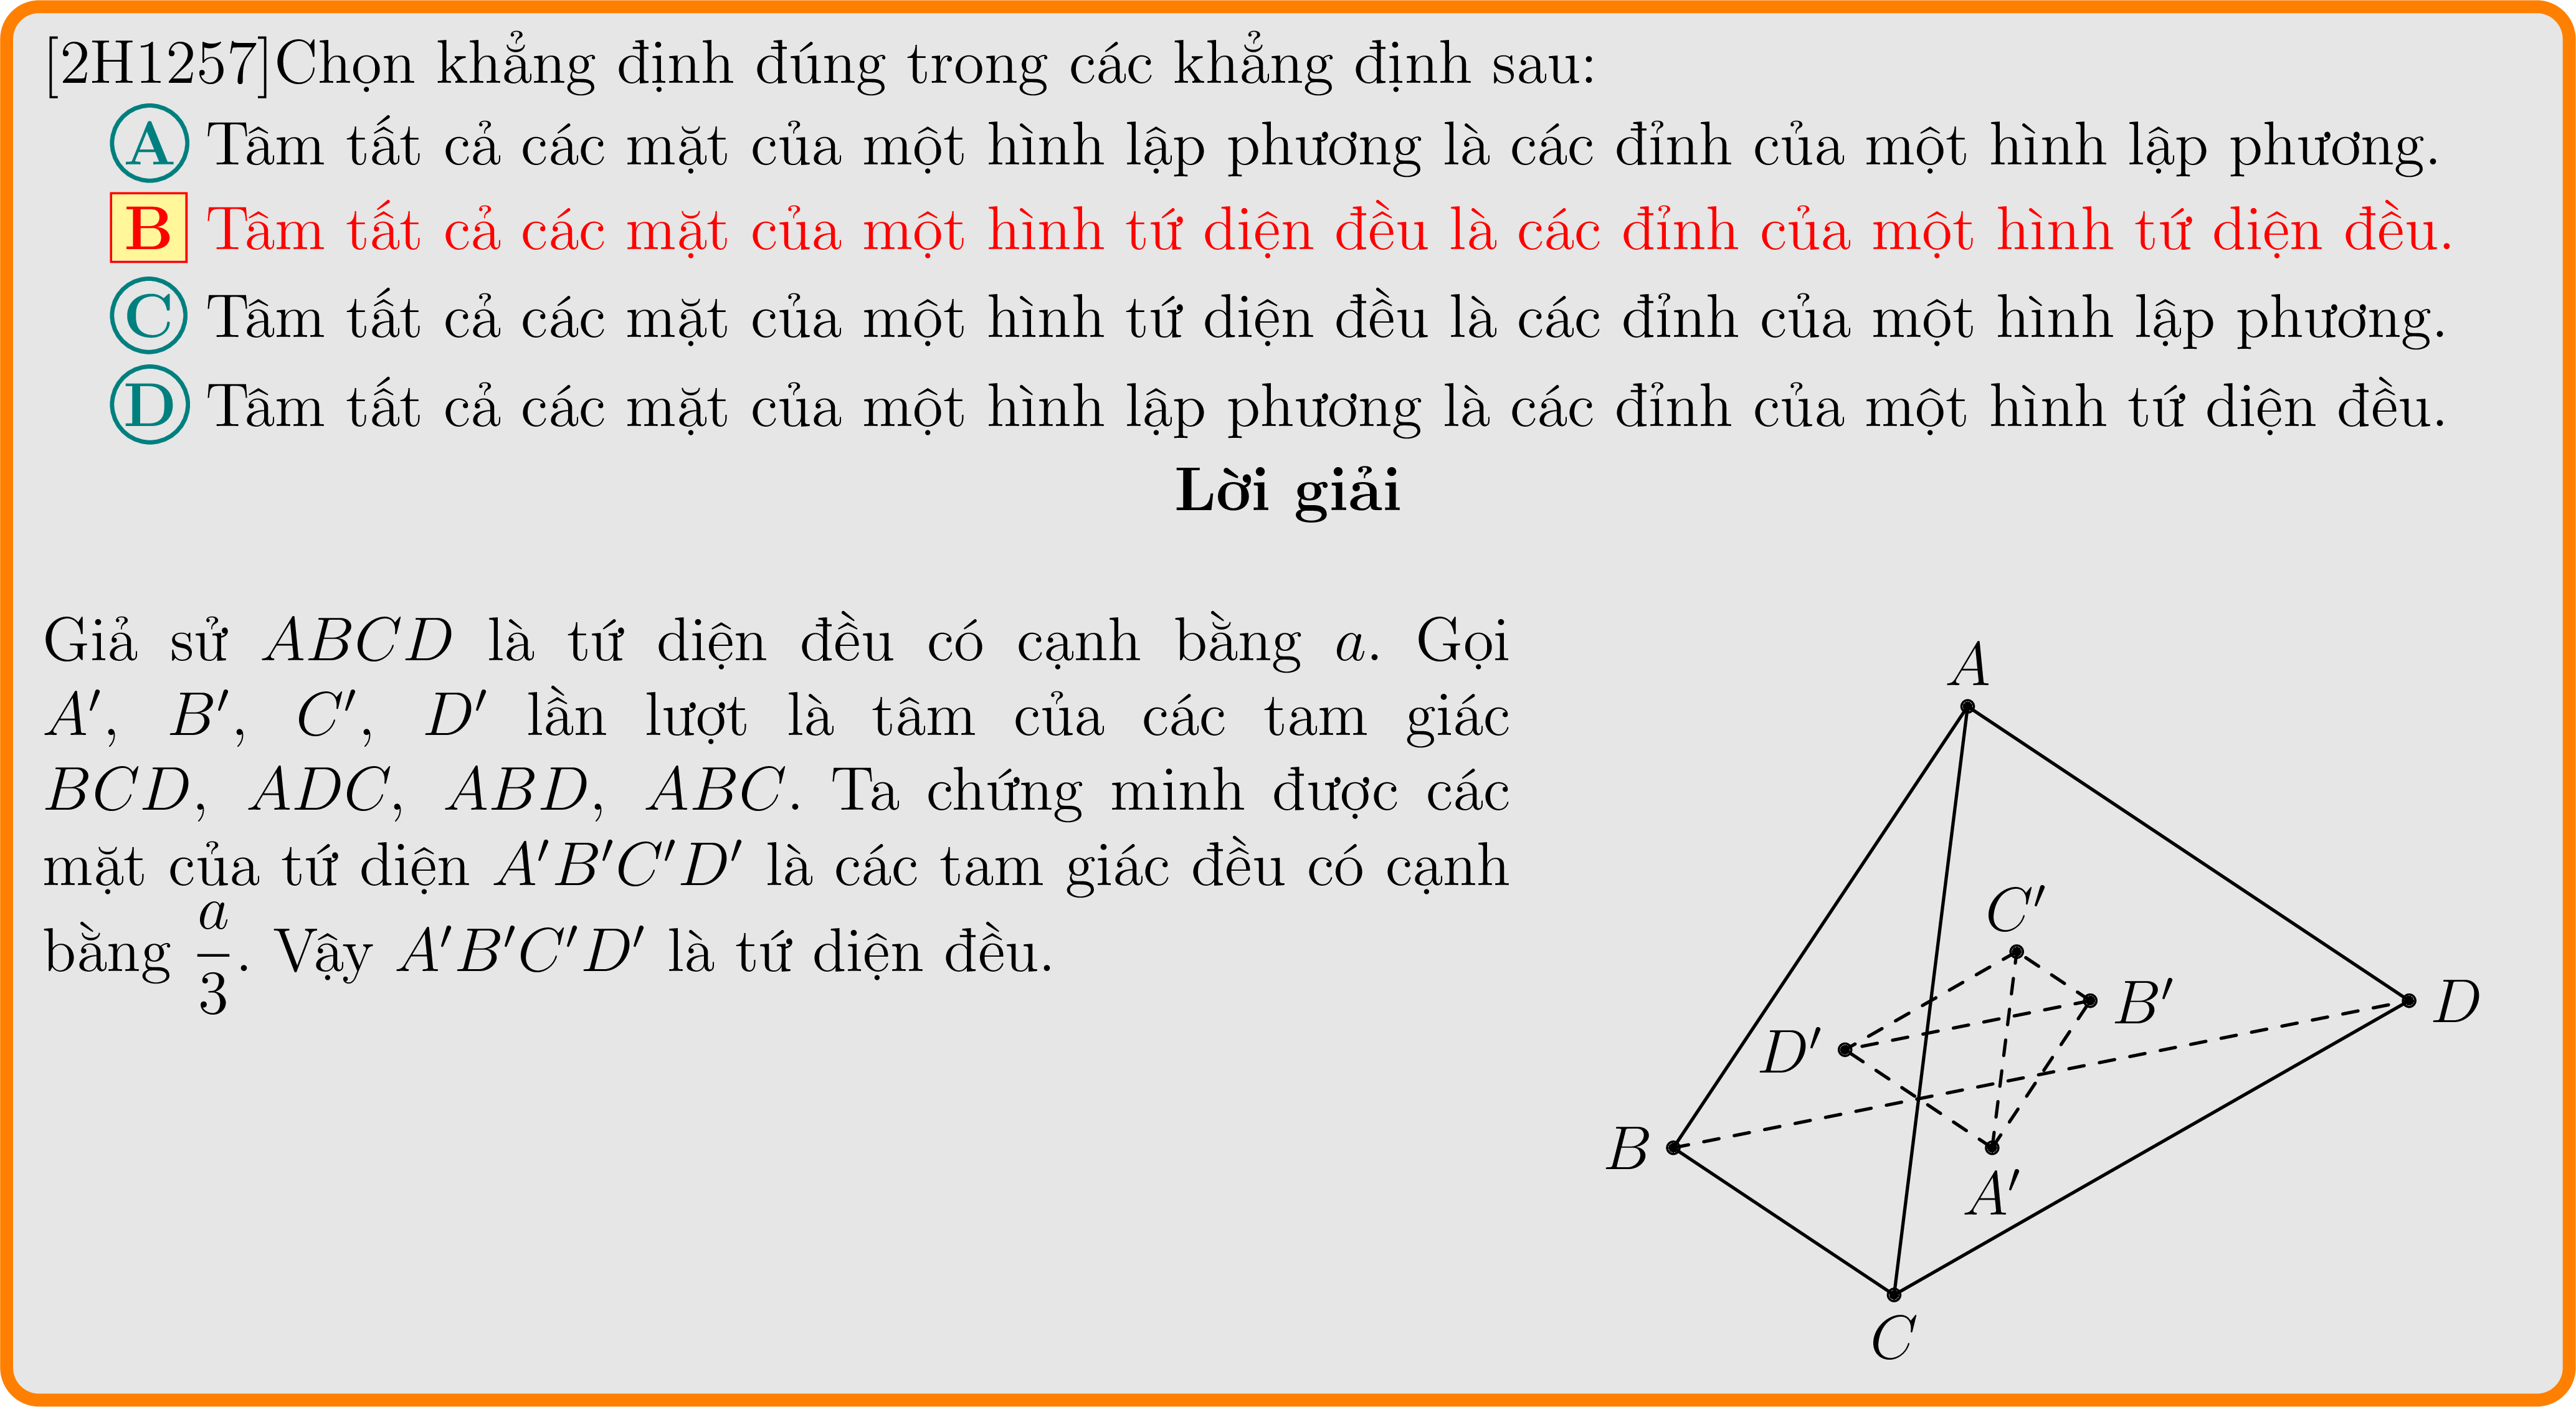 [2H1257]Chọn khẳng định đúng trong các khẳng định sau:
A Tâm tất cả các mặt của một hình lập phương là các đỉnh của một hình lập phương.
B Tâm tất cả các mặt của một hình tứ diện đều là các đỉnh của một hình tứ diện đều.
C Tâm tất cả các mặt của một hình tứ diện đều là các đỉnh của một hình lập phương.
D Tâm tất cả các mặt của một hình lập phương là các đỉnh của một hình tứ diện đều.
Lời giải
Giả sử ABCD là tứ diện đều có cạnh bằng a. Gọi
A′, B′, C′, D′ lần lượt là tâm của các tam giác
BCD, ADC, ABD, ABC. Ta chứng minh được các
mặt của tứ diện A′B′C′D′ là các tam giác đều có cạnh
bằng a/3. Vậy A′B′C′D′ là tứ diện đều.
A
C′
B′
D
D′
B
A′
C